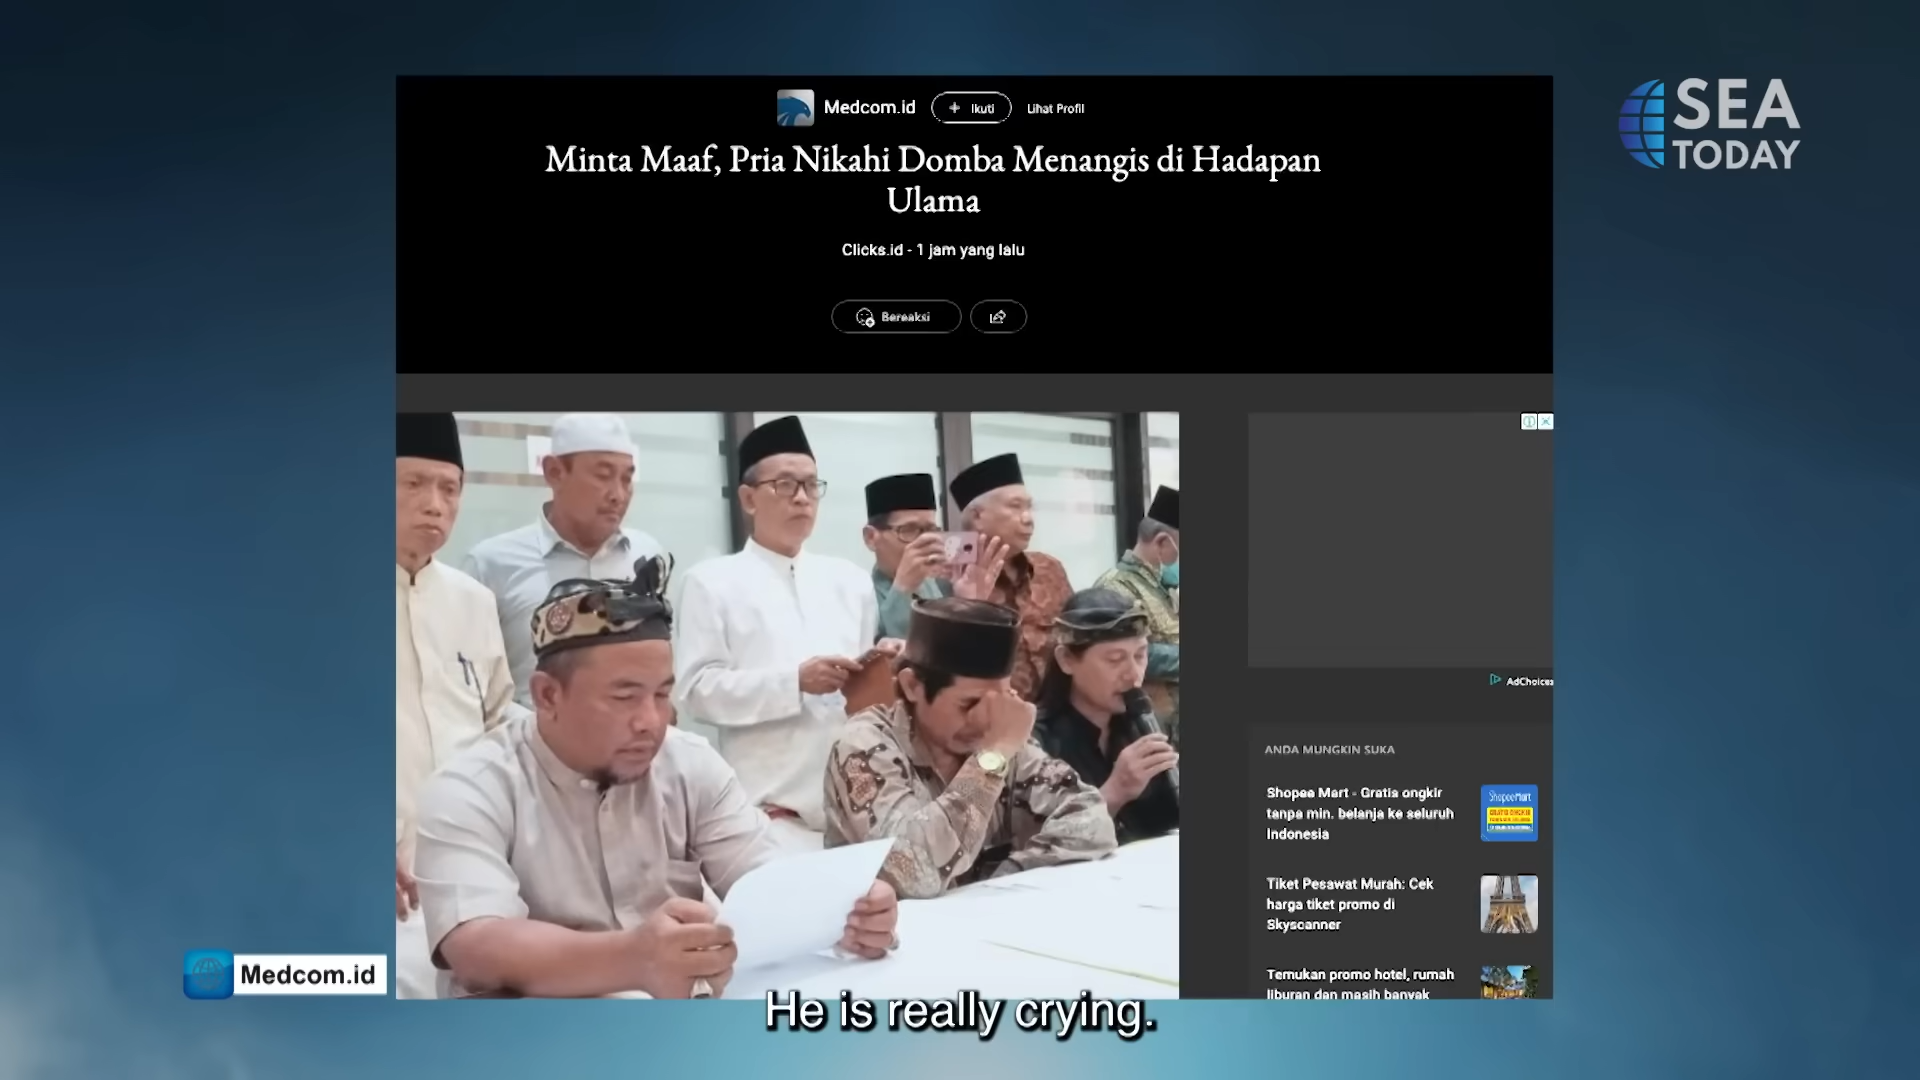 SEA
TODAY
Medcom.id
Ikuti
Lihat Profil
Minta Maaf, Pria Nikahi Domba Menangis di Hadapan
Ulama
Clicks.id - 1 jam yang lalu
Bereaksi
AdChoices
ANDA MUNGKIN SUKA
Shopee Mart - Gratis ongkir
tanpa min. belanja ke seluruh
Indonesia
ShopeeMart
GRATIS ONGKIR
Tiket Pesawat Murah: Cek
harga tiket promo di
Skyscanner
Temukan promo hotel, rumah
liburan dan masih banyak
Medcom.id
He is really crying.